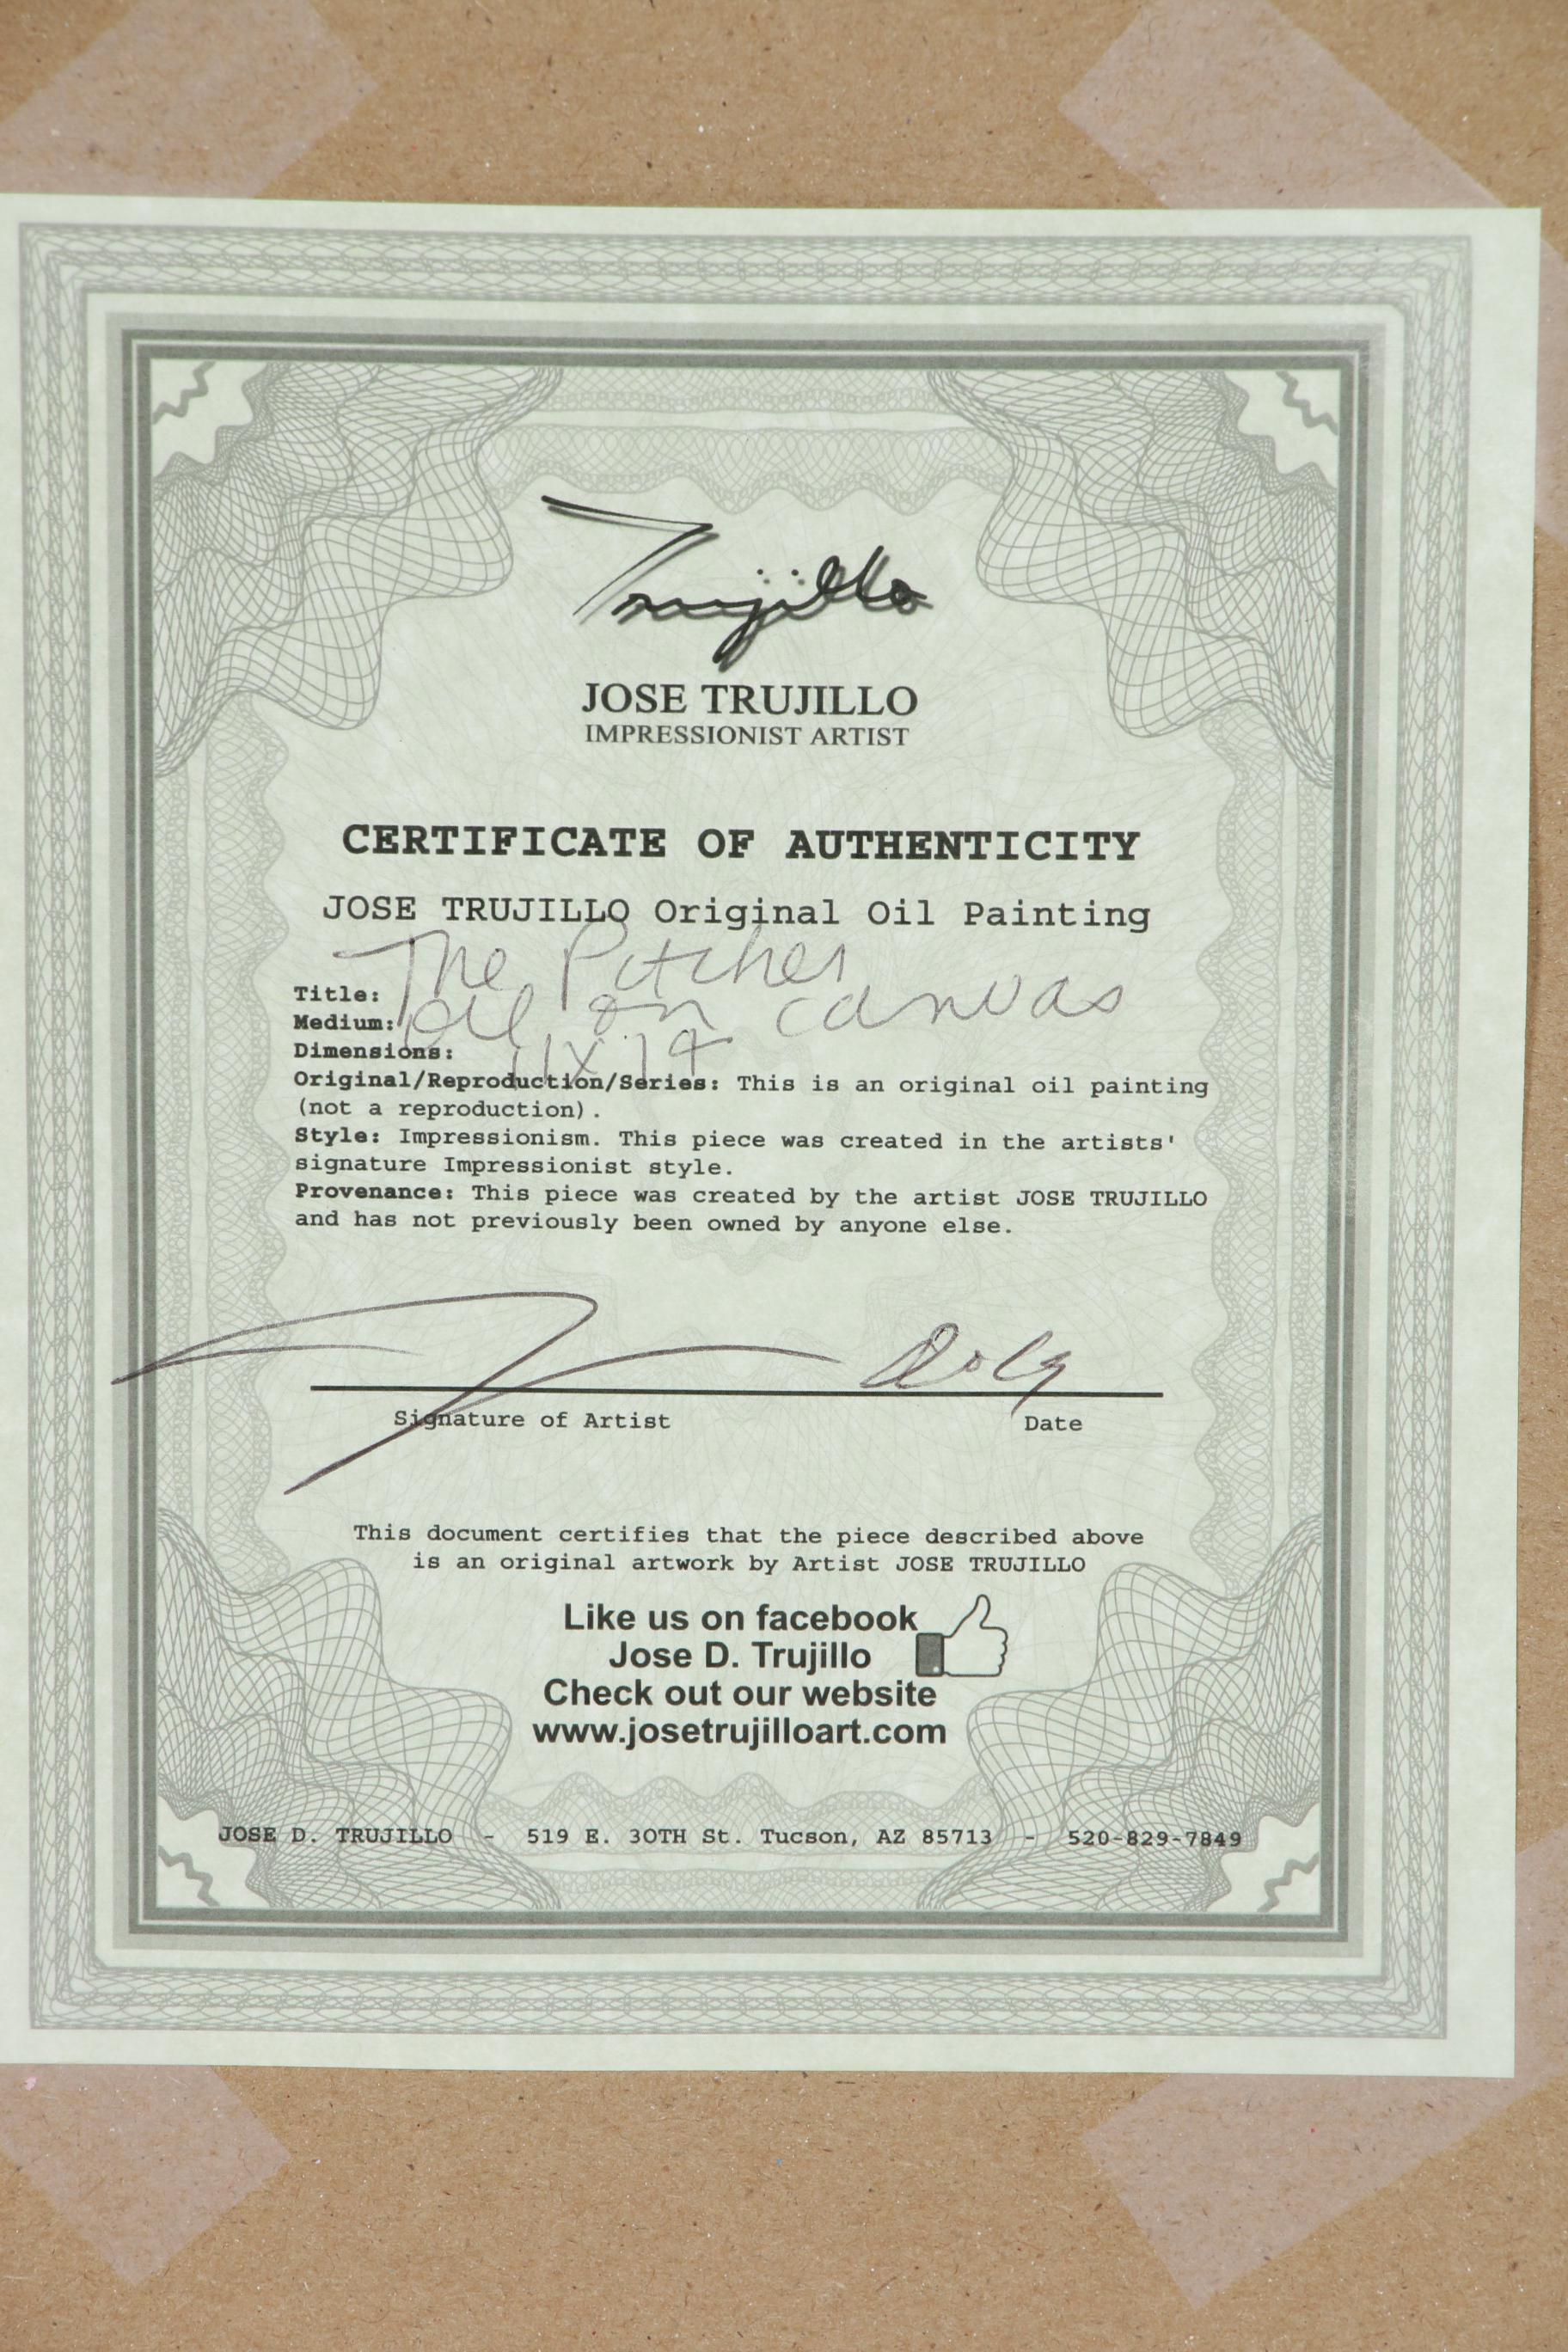 Trujillo
JOSE TRUJILLO
IMPRESSIONIST ARTIST
CERTIFICATE OF AUTHENTICITY
JOSE TRUJILLO Original Oil Painting
Title: The Pitcher
Medium: oil on canvas
Dimensions: 11x14
Original/Reproduction/Series: This is an original oil painting
(not a reproduction).
Style: Impressionism. This piece was created in the artists'
signature Impressionist style.
Provenance: This piece was created by the artist JOSE TRUJILLO
and has not previously been owned by anyone else.
2019
Signature of Artist Date
This document certifies that the piece described above
is an original artwork by Artist JOSE TRUJILLO
Like us on facebook
Jose D. Trujillo
Check out our website
www.josetrujilloart.com
JOSE D. TRUJILLO - 519 E. 30TH St. Tucson, AZ 85713 - 520-829-7849